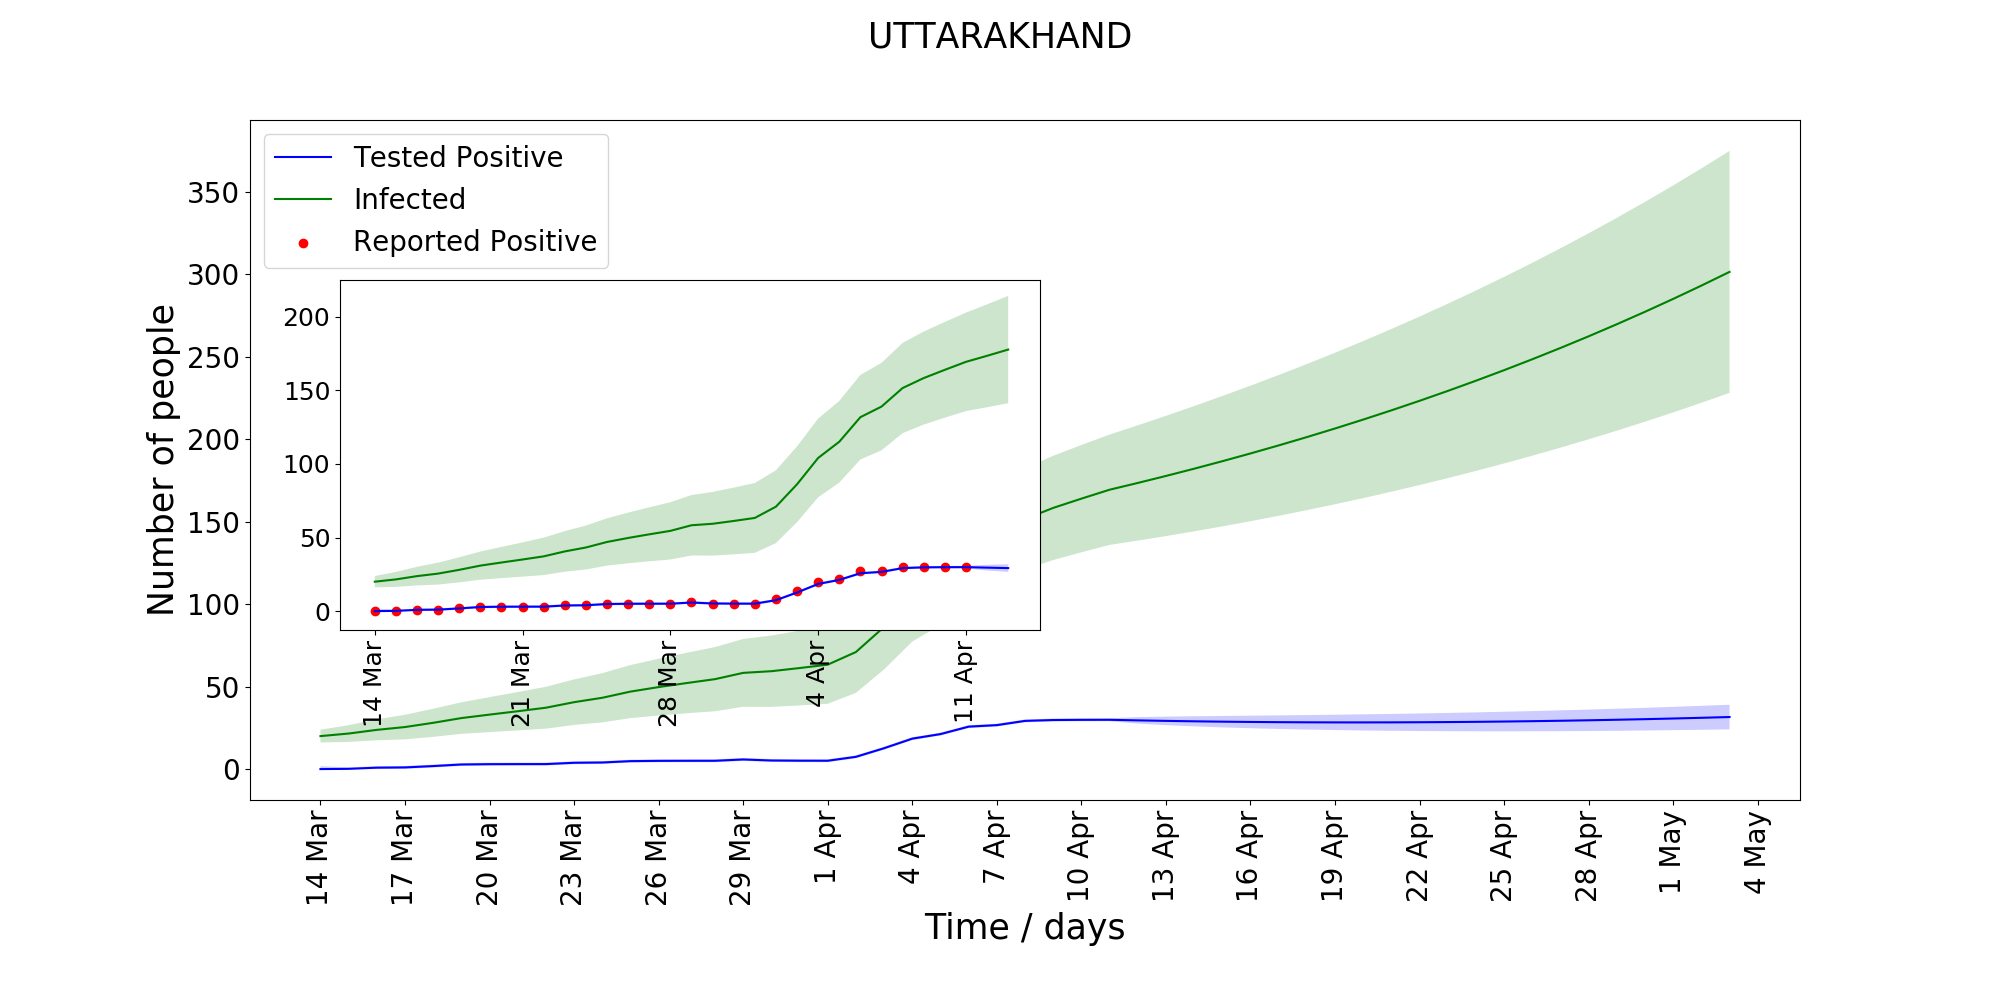 UTTARAKHAND
Tested Positive
Infected
Reported Positive
Number of people
350
300
250
200
150
100
50
0
200
150
100
50
0
14 Mar
21 Mar
28 Mar
4 Apr
11 Apr
14 Mar
17 Mar
20 Mar
23 Mar
26 Mar
29 Mar
1 Apr
4 Apr
7 Apr
10 Apr
13 Apr
16 Apr
19 Apr
22 Apr
25 Apr
28 Apr
1 May
4 May
Time / days